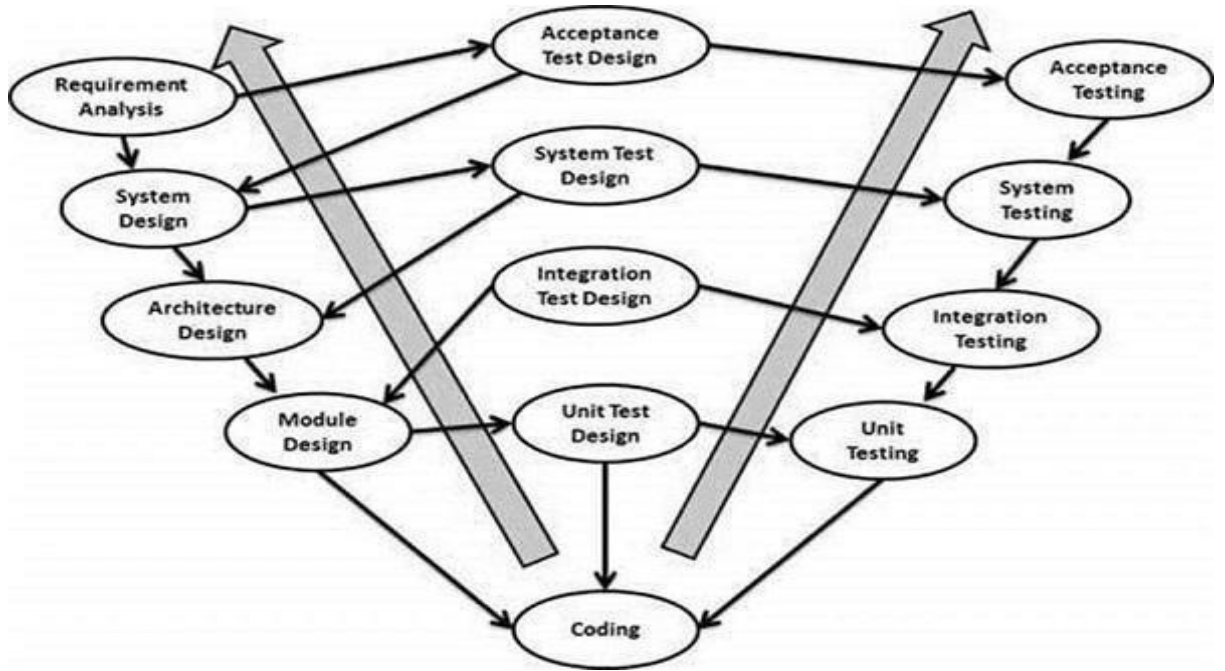 Acceptance
Test Design
Requirement
Analysis
Acceptance
Testing
System Test
Design
System
Design
System
Testing
Integration
Test Design
Architecture
Design
Integration
Testing
Module
Design
Unit Test
Design
Unit
Testing
Coding